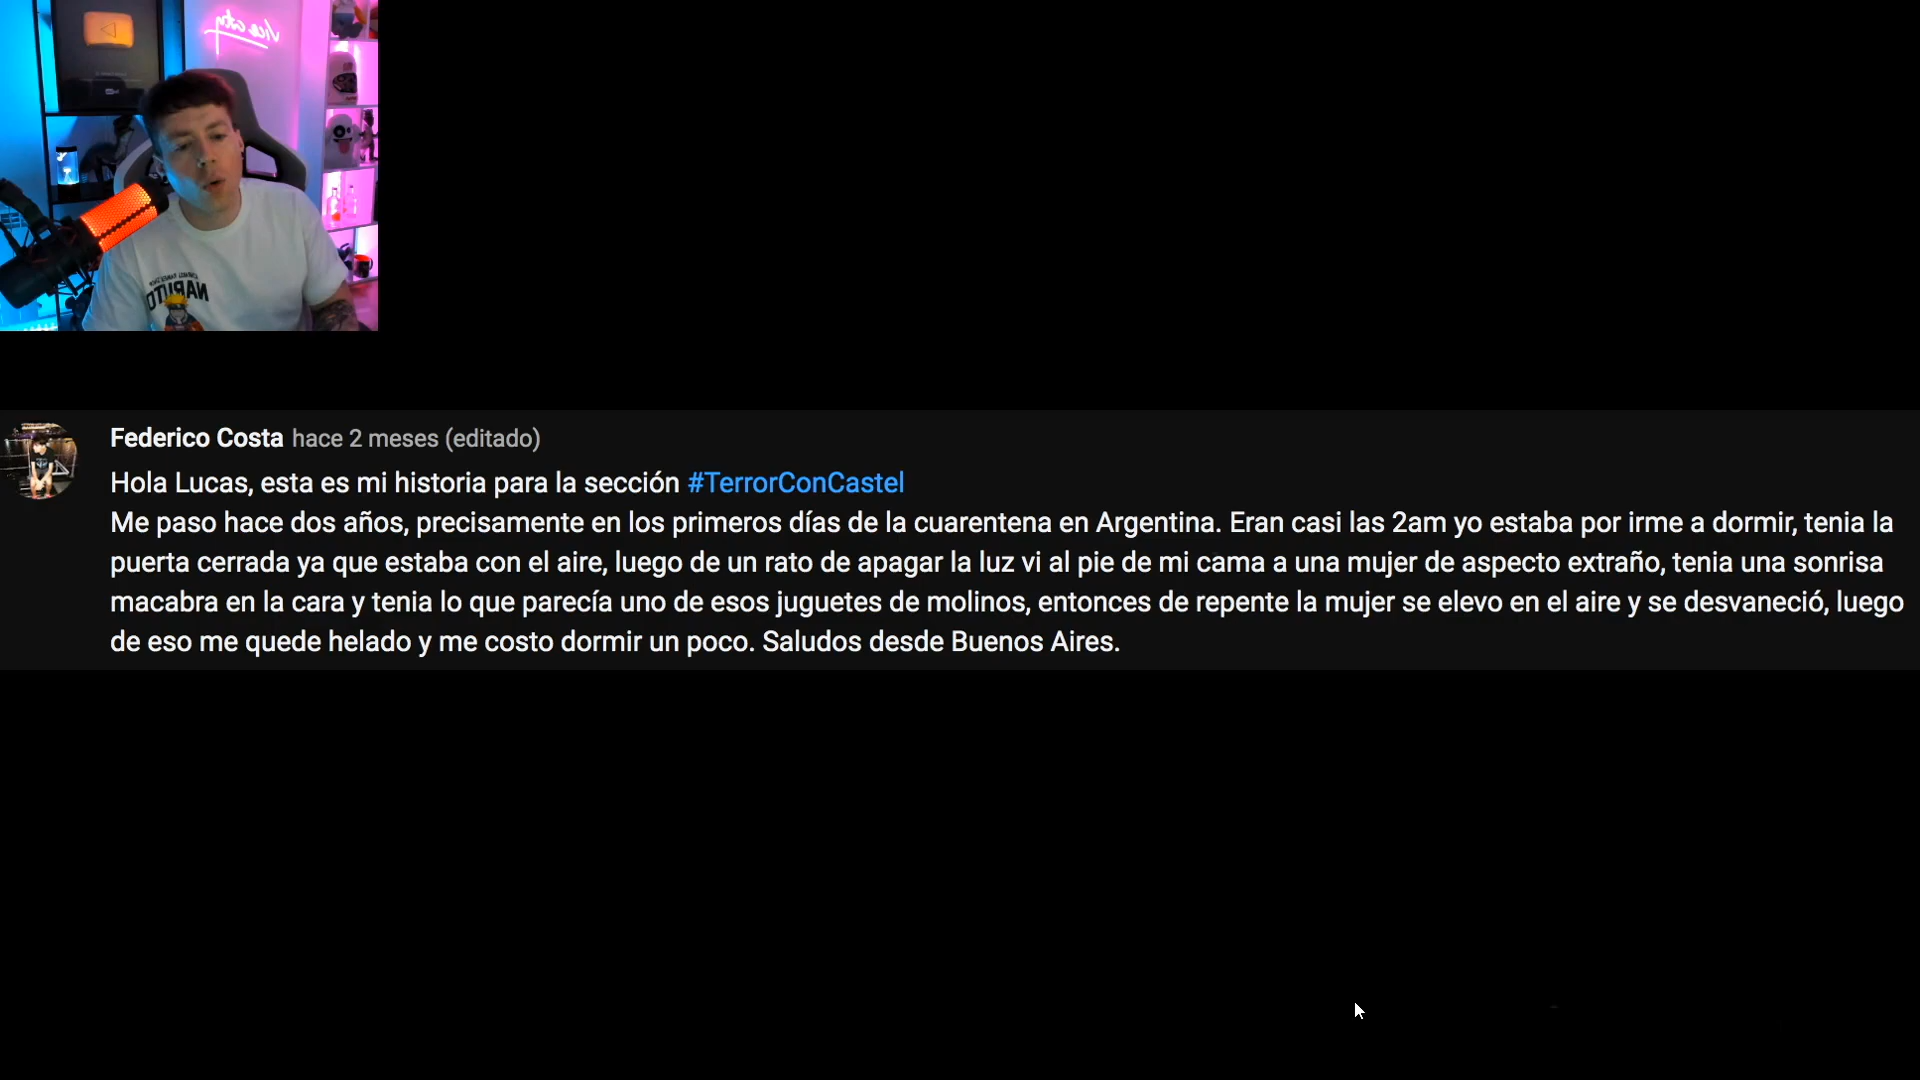 Vice city
NARUTO
Federico Costa hace 2 meses (editado)
Hola Lucas, esta es mi historia para la sección #TerrorConCastel
Me paso hace dos años, precisamente en los primeros días de la cuarentena en Argentina. Eran casi las 2am yo estaba por irme a dormir, tenia la
puerta cerrada ya que estaba con el aire, luego de un rato de apagar la luz vi al pie de mi cama a una mujer de aspecto extraño, tenia una sonrisa
macabra en la cara y tenia lo que parecía uno de esos juguetes de molinos, entonces de repente la mujer se elevo en el aire y se desvaneció, luego
de eso me quede helado y me costo dormir un poco. Saludos desde Buenos Aires.